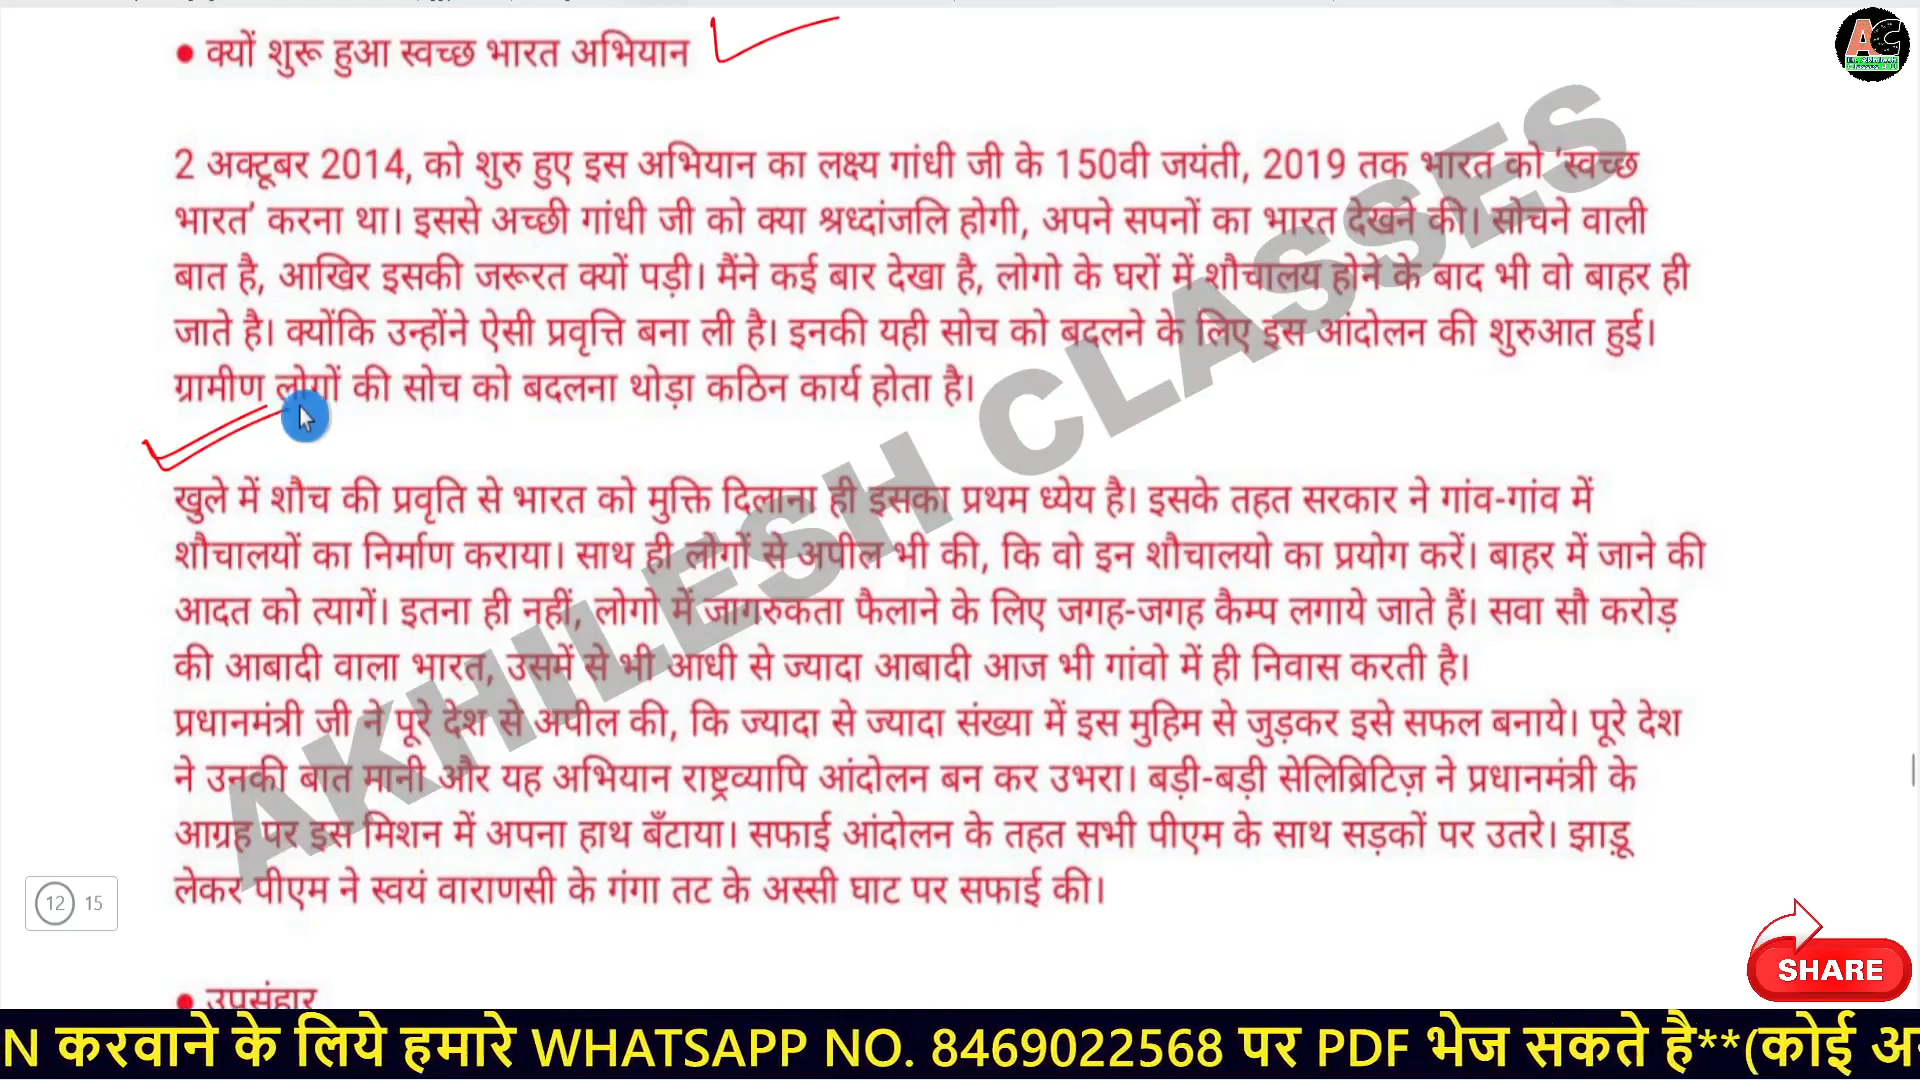 • क्यों शुरू हुआ स्वच्छ भारत अभियान
AC
2 अक्टूबर 2014, को शुरु हुए इस अभियान का लक्ष्य गांधी जी के 150वी जयंती, 2019 तक भारत को ‘स्वच्छ
भारत’ करना था। इससे अच्छी गांधी जी को क्या श्रध्दांजलि होगी, अपने सपनों का भारत देखने की। सोचने वाली
बात है, आखिर इसकी जरूरत क्यों पड़ी। मैंने कई बार देखा है, लोगो के घरों में शौचालय होने के बाद भी वो बाहर ही
जाते है। क्योंकि उन्होंने ऐसी प्रवृत्ति बना ली है। इनकी यही सोच को बदलने के लिए इस आंदोलन की शुरुआत हुई।
ग्रामीण लोगों की सोच को बदलना थोड़ा कठिन कार्य होता है।
खुले में शौच की प्रवृति से भारत को मुक्ति दिलाना ही इसका प्रथम ध्येय है। इसके तहत सरकार ने गांव-गांव में
शौचालयों का निर्माण कराया। साथ ही लोगों से अपील भी की, कि वो इन शौचालयो का प्रयोग करें। बाहर में जाने की
आदत को त्यागें। इतना ही नहीं, लोगो में जागरुकता फैलाने के लिए जगह-जगह कैम्प लगाये जाते हैं। सवा सौ करोड़
की आबादी वाला भारत, उसमें से भी आधी से ज्यादा आबादी आज भी गांवो में ही निवास करती है।
प्रधानमंत्री जी ने पूरे देश से अपील की, कि ज्यादा से ज्यादा संख्या में इस मुहिम से जुड़कर इसे सफल बनाये। पूरे देश
ने उनकी बात मानी और यह अभियान राष्ट्रव्यापि आंदोलन बन कर उभरा। बड़ी-बड़ी सेलिब्रिटिज़ ने प्रधानमंत्री के
आग्रह पर इस मिशन में अपना हाथ बँटाया। सफाई आंदोलन के तहत सभी पीएम के साथ सड़कों पर उतरे। झाड़ू
लेकर पीएम ने स्वयं वाराणसी के गंगा तट के अस्सी घाट पर सफाई की।
AKHILESH CLASSES
12 15
SHARE
• उपसंहार
N करवाने के लिये हमारे WHATSAPP NO. 8469022568 पर PDF भेज सकते है**(कोई अ